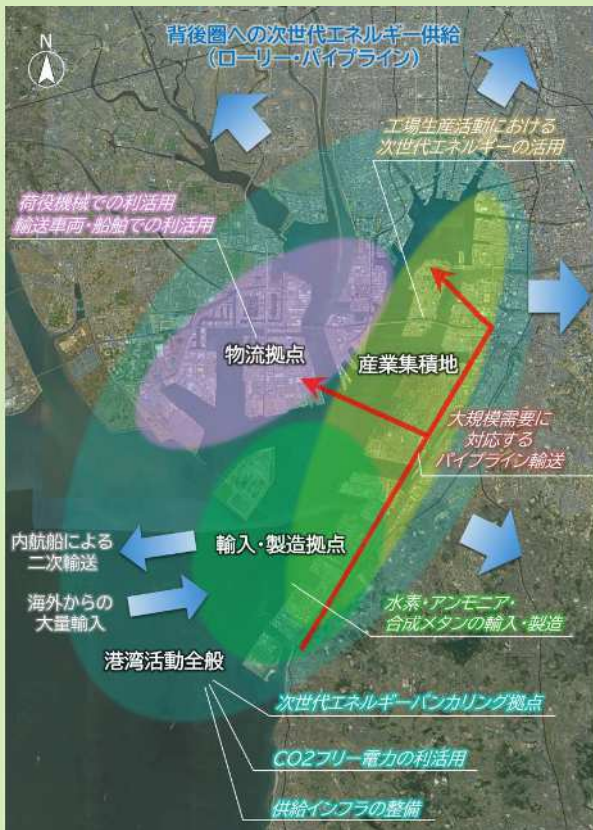 背後圏への次世代エネルギー供給
（ローリー・パイプライン）
N
工場生産活動における
次世代エネルギーの活用
荷役機械での利活用
輸送車両・船舶での利活用
物流拠点
産業集積地
大規模需要に
対応する
パイプライン輸送
内航船による
二次輸送
輸入・製造拠点
海外からの
大量輸入
水素・アンモニア・
合成メタンの輸入・製造
港湾活動全般
次世代エネルギーバンカリング拠点
CO2フリー電力の利活用
供給インフラの整備